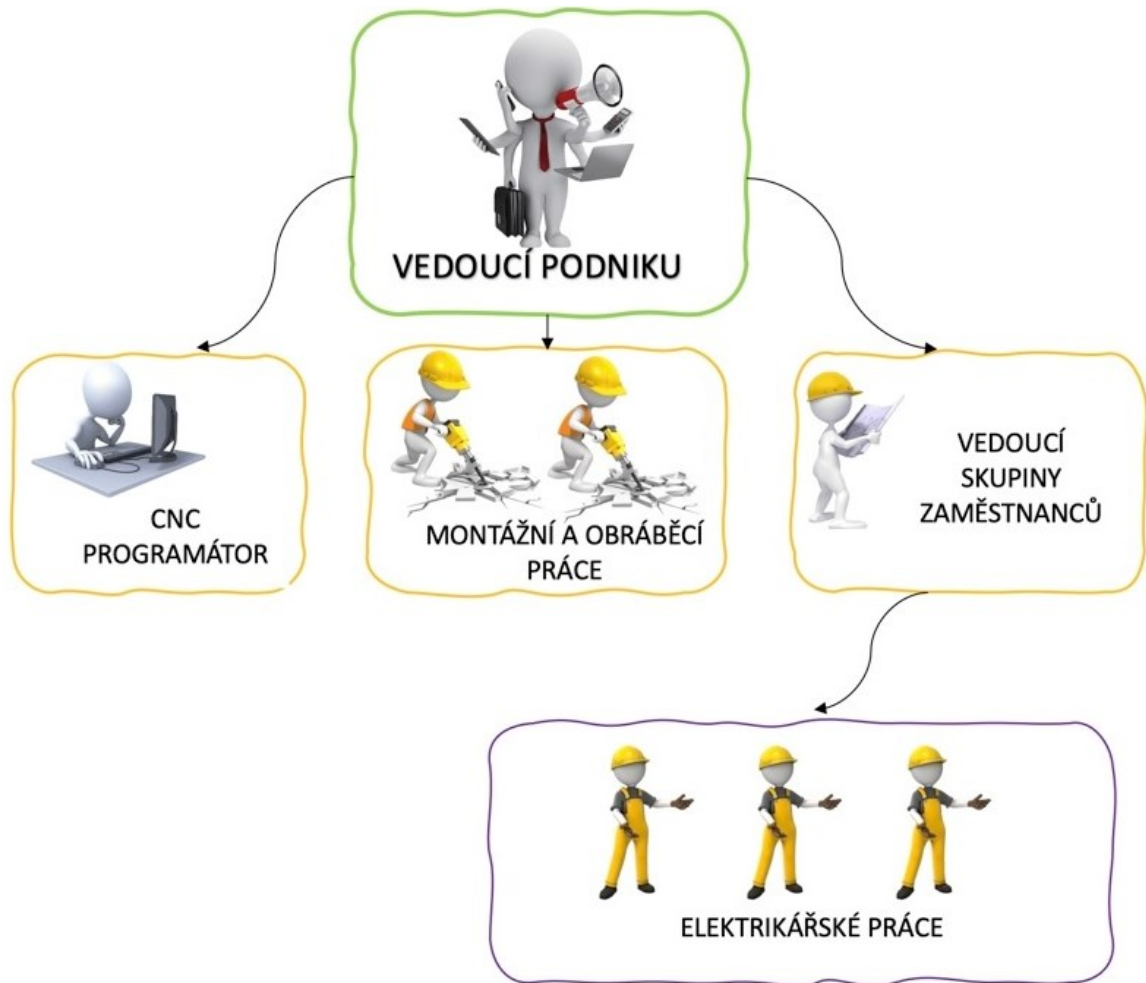 VEDOUCÍ PODNIKU
CNC
PROGRAMÁTOR
MONTÁŽNÍ A OBRÁBĚCÍ
PRÁCE
VEDOUCÍ
SKUPINY
ZAMĚSTNANCŮ
ELEKTRIKÁŘSKÉ PRÁCE